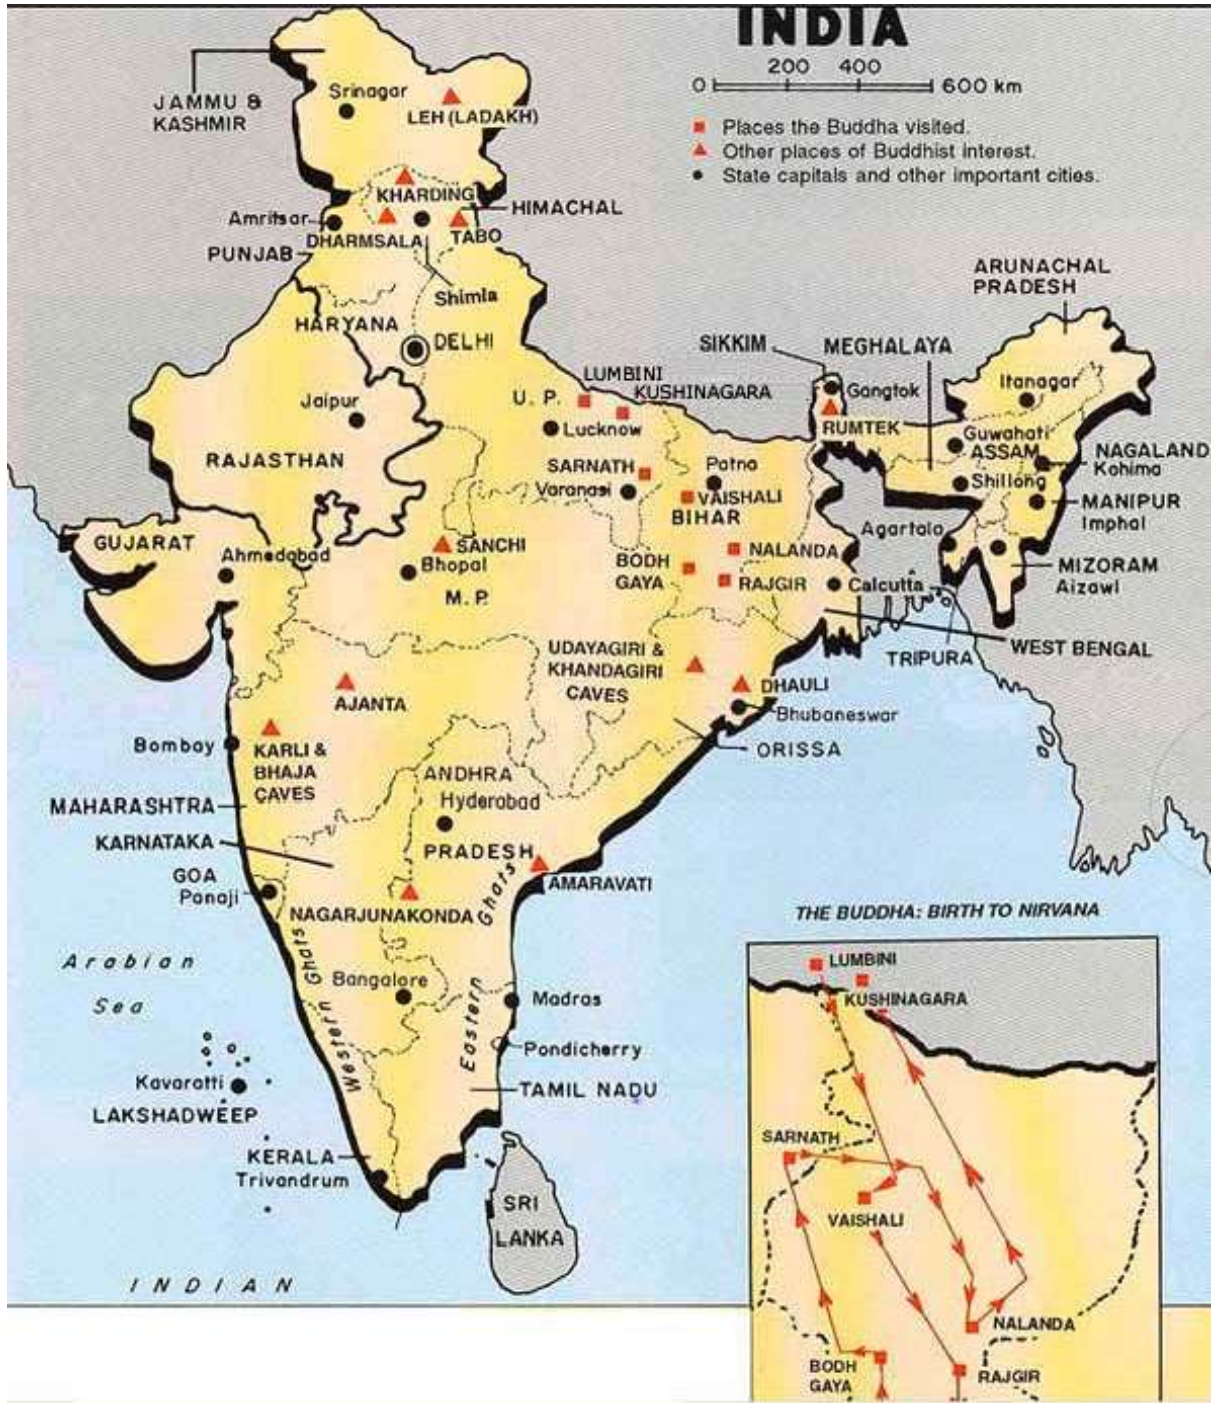 INDIA
200 400
0 600 km
Places the Buddha visited.
Other places of Buddhist interest.
State capitals and other important cities.
JAMMU &
KASHMIR
Srinagar
LEH (LADAKH)
KHARDING
HIMACHAL
Amritsar
DHARMSALA
TABO
PUNJAB
Shimla
HARYANA
DELHI
ARUNACHAL
PRADESH
SIKKIM
MEGHALAYA
LUMBINI
KUSHINAGARA
U. P.
Lucknow
Gangtok
RUMTEK
Itanagar
Jaipur
RAJASTHAN
Guwahati
ASSAM
NAGALAND
Kohima
SARNATH
Varanasi
Patna
VAISHALI
BIHAR
Shillong
MANIPUR
Imphal
GUJARAT
Ahmedabad
SANCHI
Bhopal
M. P.
BODH
GAYA
NALANDA
RAJGIR
Agartala
Calcutta
MIZORAM
Aizawl
WEST BENGAL
TRIPURA
UDAYAGIRI &
KHANDAGIRI
CAVES
DHAULI
Bhubaneswar
ORISSA
AJANTA
Bombay
KARLI &
BHAJA
CAVES
MAHARASHTRA
KARNATAKA
ANDHRA
Hyderabad
PRADESH
AMARAVATI
GOA
Panaji
NAGARJUNAKONDA
Western Ghats
Eastern Ghats
Arabian
Sea
Bangalore
Madras
Pondicherry
TAMIL NADU
Kavaratti
LAKSHADWEEP
KERALA
Trivandrum
SRI
LANKA
INDIAN
THE BUDDHA: BIRTH TO NIRVANA
LUMBINI
KUSHINAGARA
SARNATH
VAISHALI
NALANDA
BODH
GAYA
RAJGIR